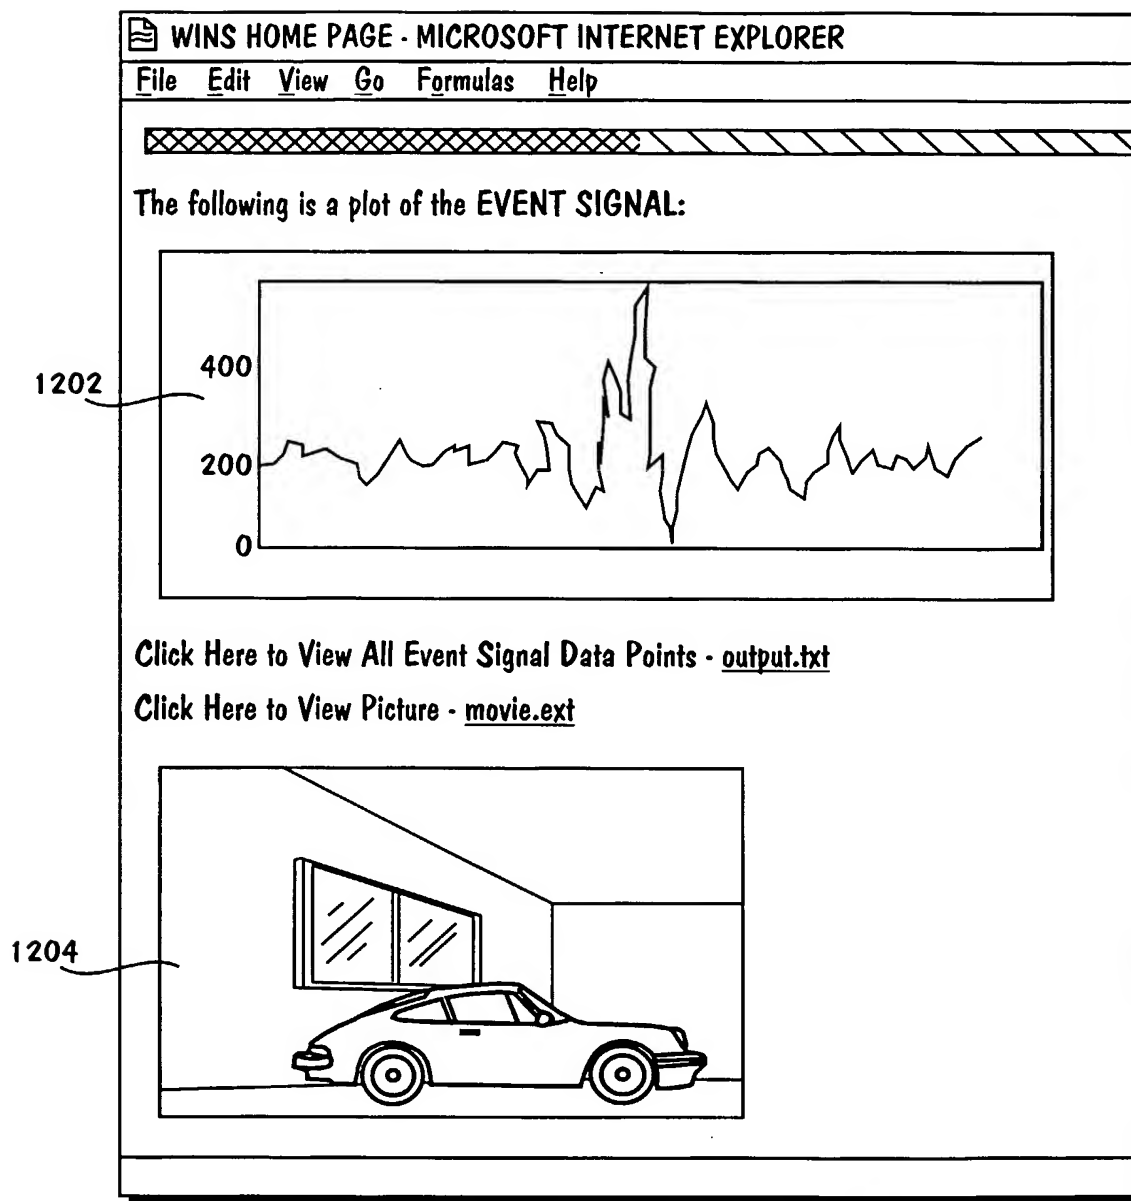 WINS HOME PAGE - MICROSOFT INTERNET EXPLORER
File Edit View Go Formulas Help
The following is a plot of the EVENT SIGNAL:
400
1202
200
0
Click Here to View All Event Signal Data Points - output.txt
Click Here to View Picture - movie.ext
1204